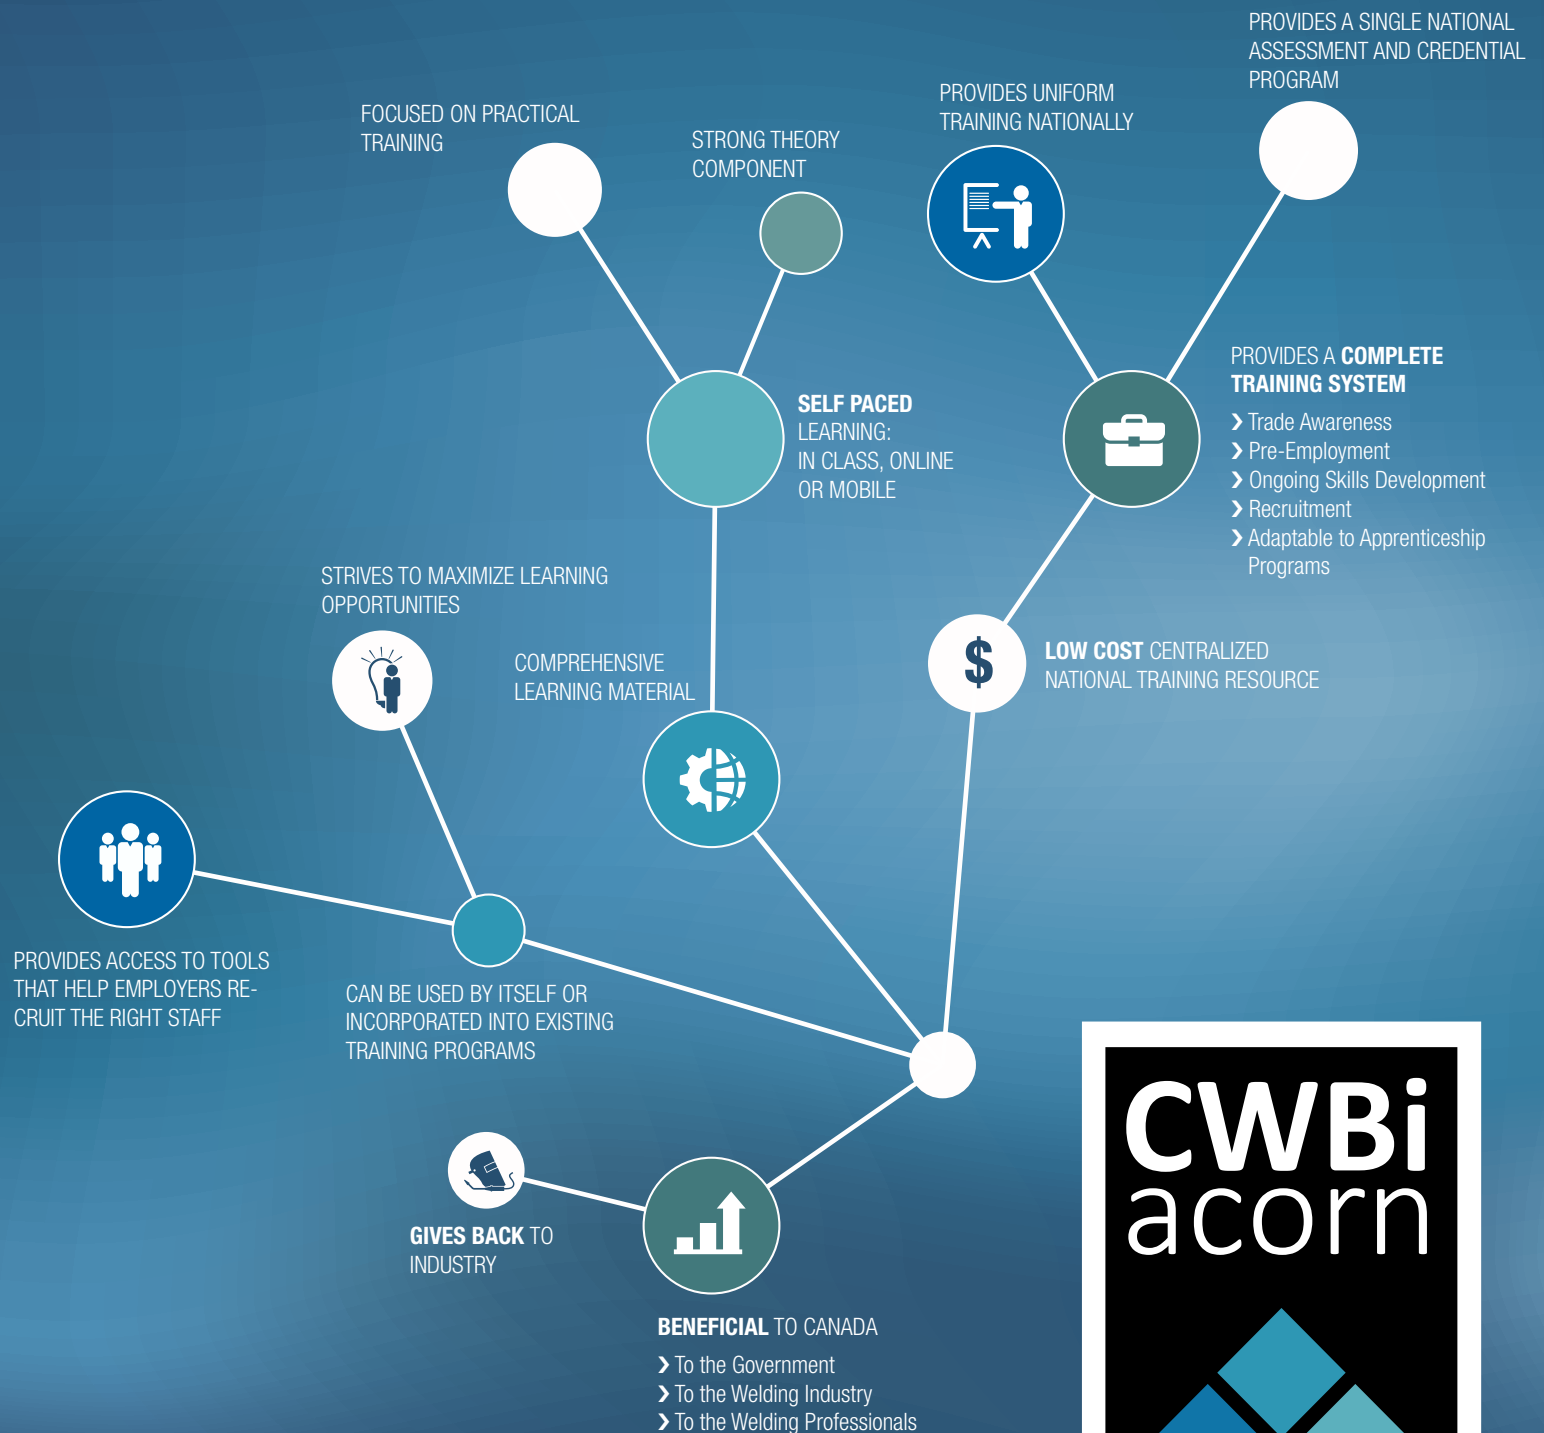 PROVIDES A SINGLE NATIONAL
ASSESSMENT AND CREDENTIAL
PROGRAM
FOCUSED ON PRACTICAL
TRAINING
STRONG THEORY
COMPONENT
PROVIDES UNIFORM
TRAINING NATIONALLY
PROVIDES A COMPLETE
TRAINING SYSTEM
› Trade Awareness
› Pre-Employment
› Ongoing Skills Development
› Recruitment
› Adaptable to Apprenticeship
Programs
SELF PACED
LEARNING:
IN CLASS, ONLINE
OR MOBILE
STRIVES TO MAXIMIZE LEARNING
OPPORTUNITIES
COMPREHENSIVE
LEARNING MATERIAL
$
LOW COST CENTRALIZED
NATIONAL TRAINING RESOURCE
PROVIDES ACCESS TO TOOLS
THAT HELP EMPLOYERS RE-
CRUIT THE RIGHT STAFF
CAN BE USED BY ITSELF OR
INCORPORATED INTO EXISTING
TRAINING PROGRAMS
GIVES BACK TO
INDUSTRY
BENEFICIAL TO CANADA
› To the Government
› To the Welding Industry
› To the Welding Professionals
CWBi
acorn